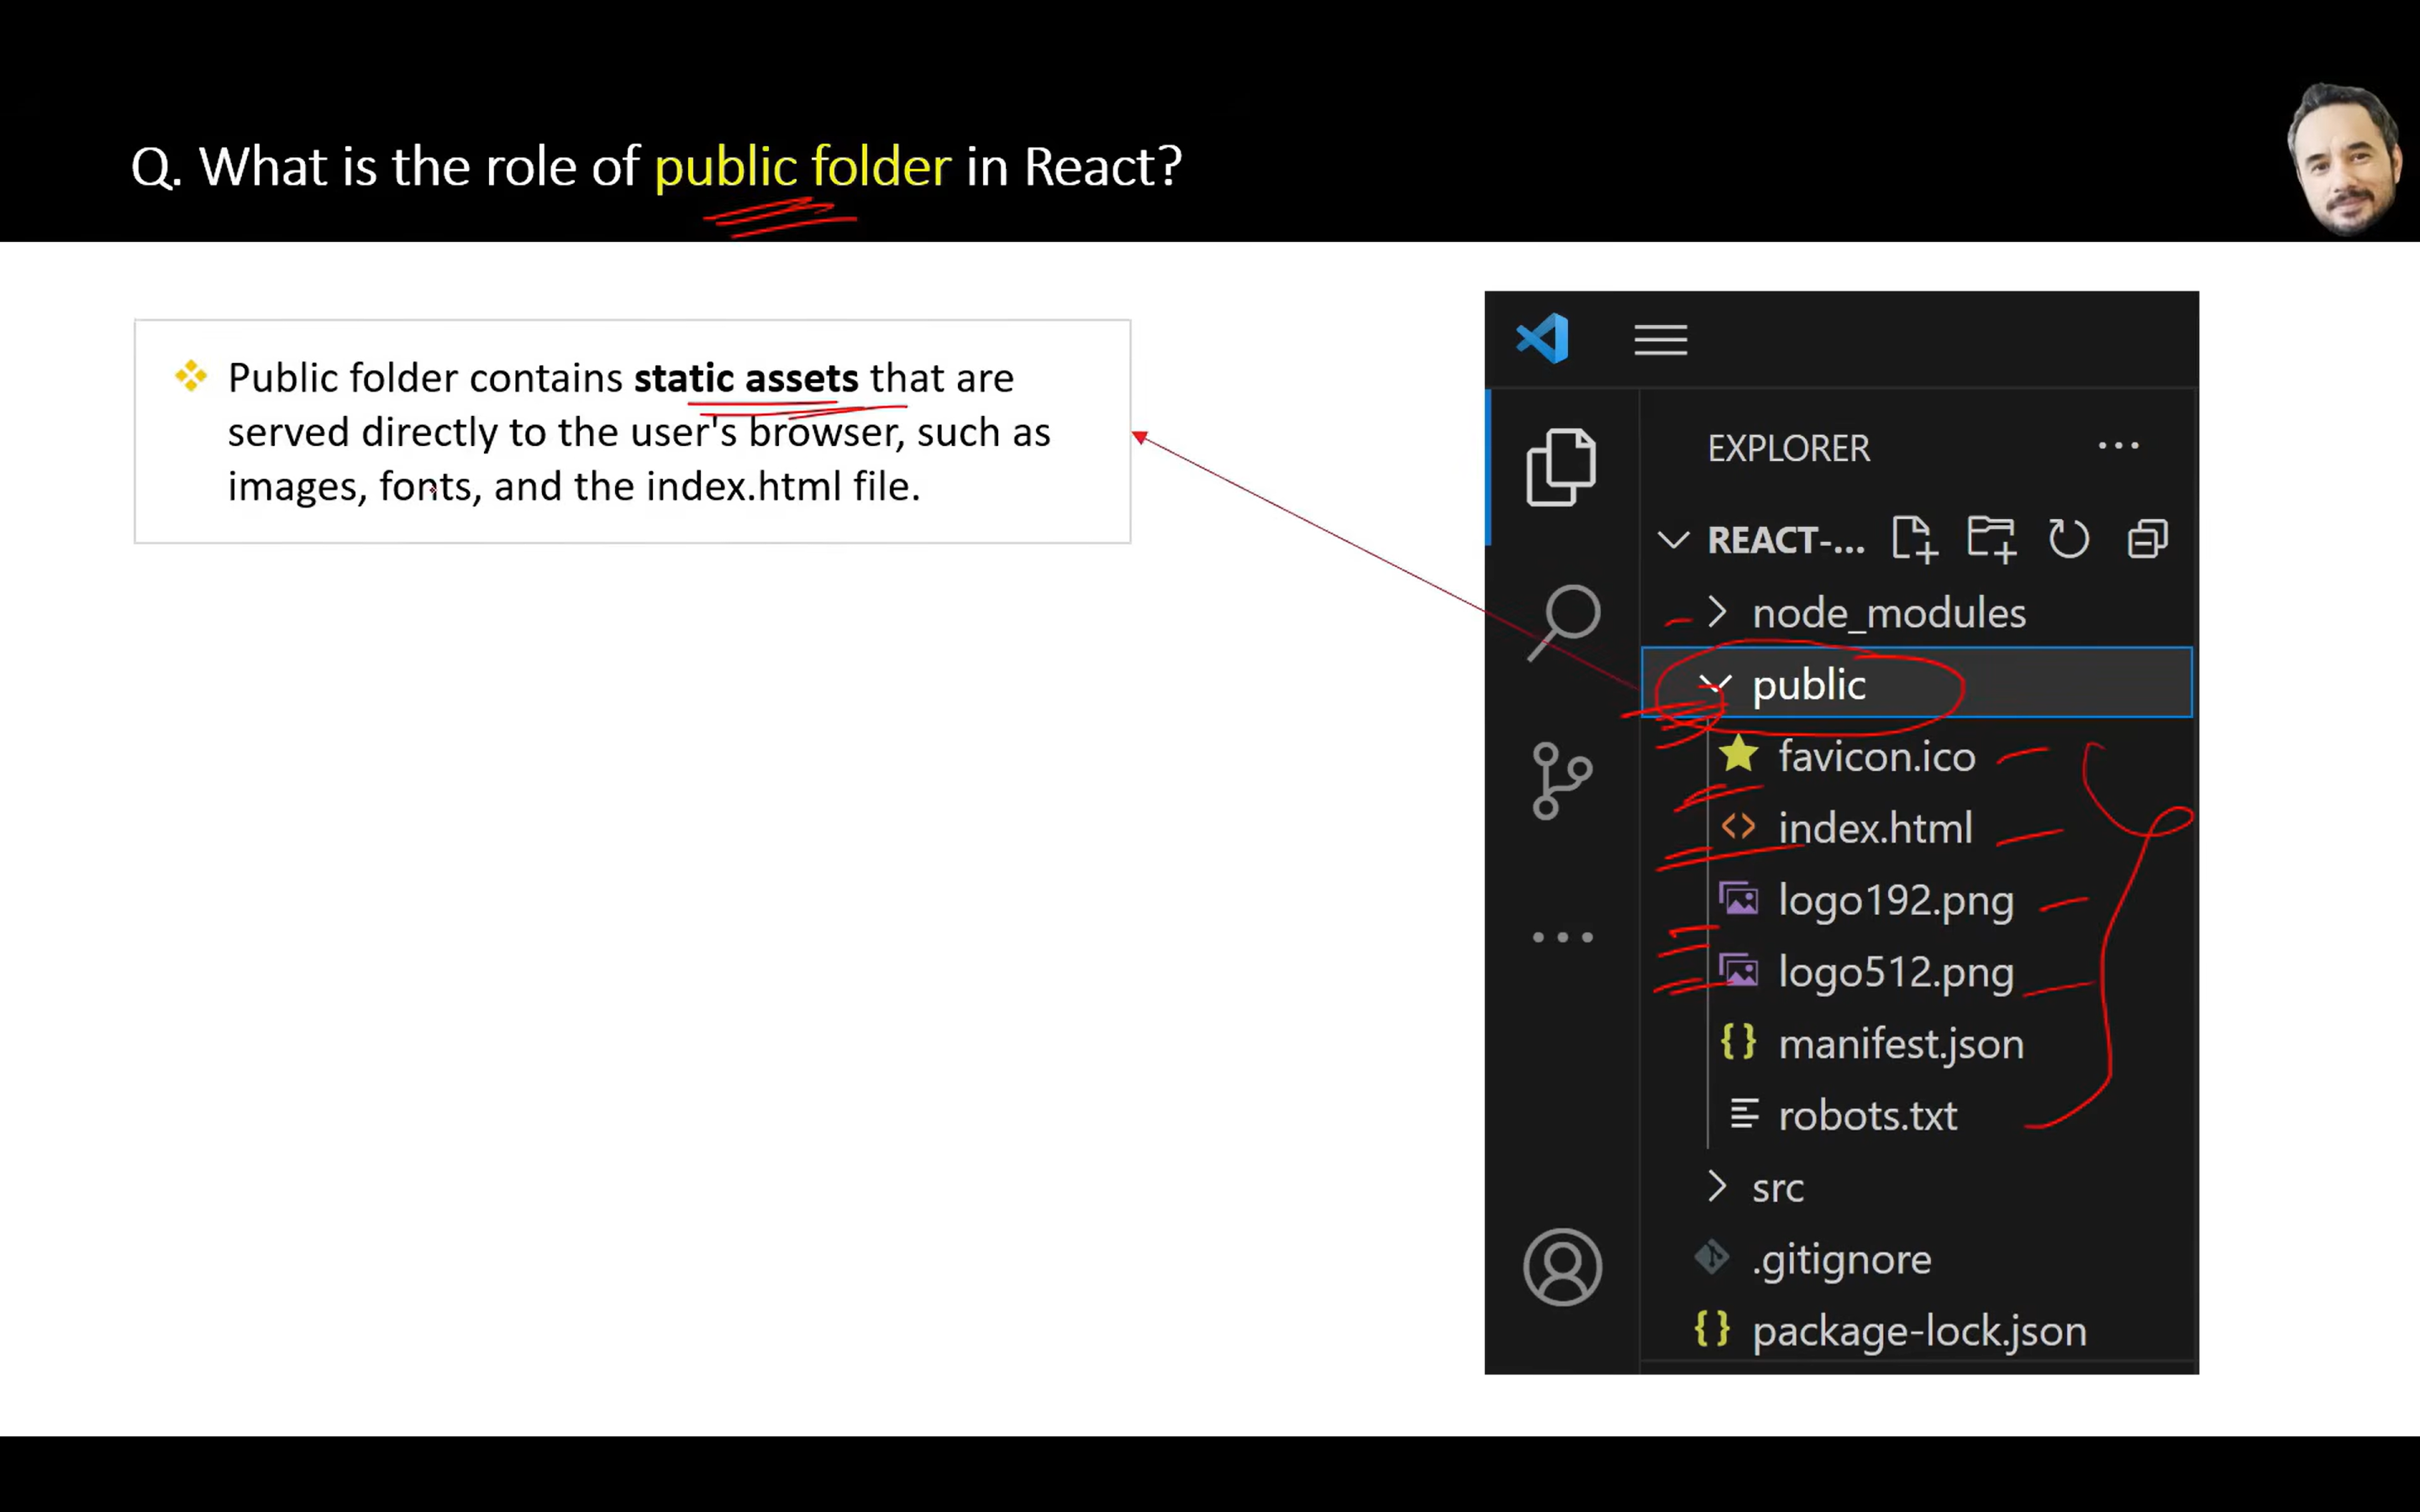 Q. What is the role of public folder in React?
Public folder contains static assets that are
served directly to the user's browser, such as
images, fonts, and the index.html file.
EXPLORER
REACT-...
node_modules
public
favicon.ico
index.html
logo192.png
logo512.png
manifest.json
robots.txt
src
.gitignore
package-lock.json